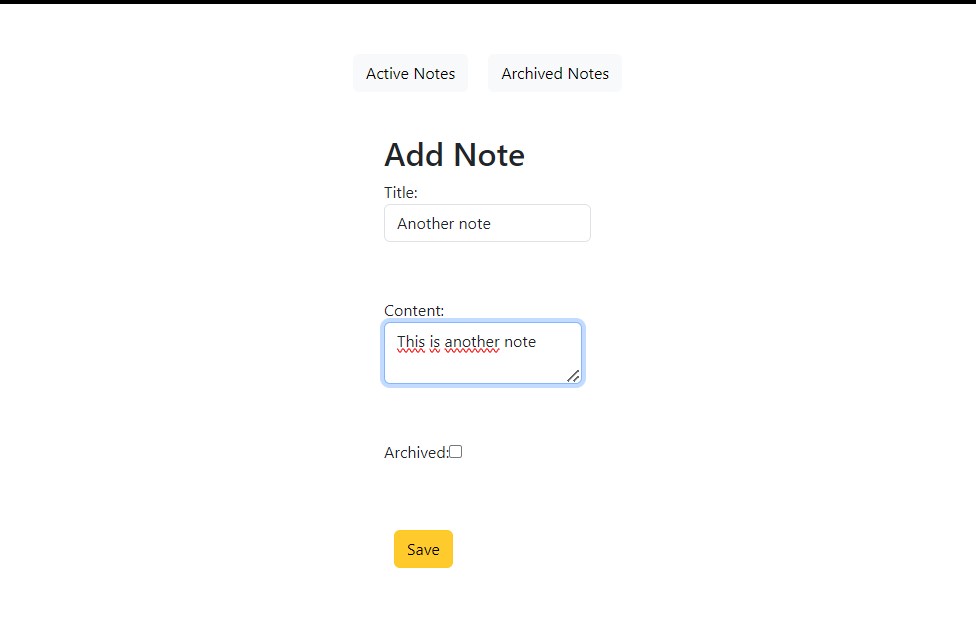 Active Notes Archived Notes
Add Note
Title:
Another note
Content:
This is another note
Archived:
Save